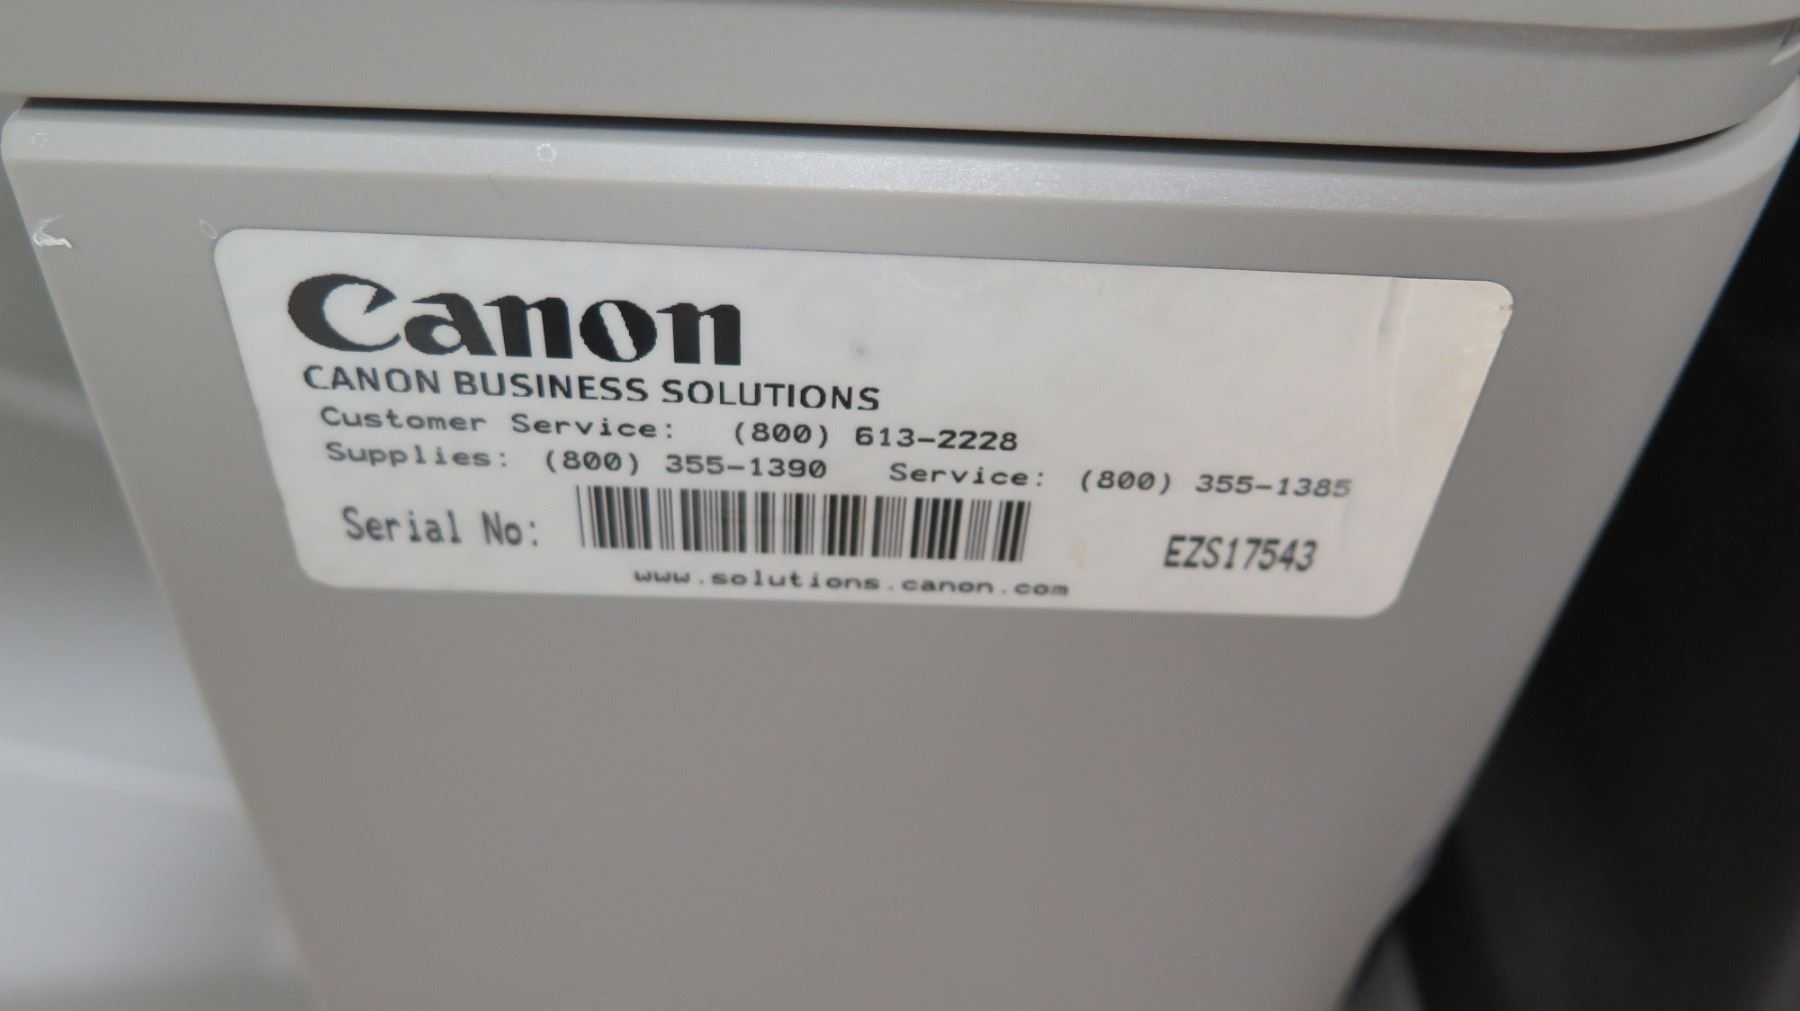 Canon
CANON BUSINESS SOLUTIONS
Customer Service: (800) 613-2228
Supplies: (800) 355-1390 Service: (800) 355-1385
Serial No: EZS17543
www.solutions.canon.com